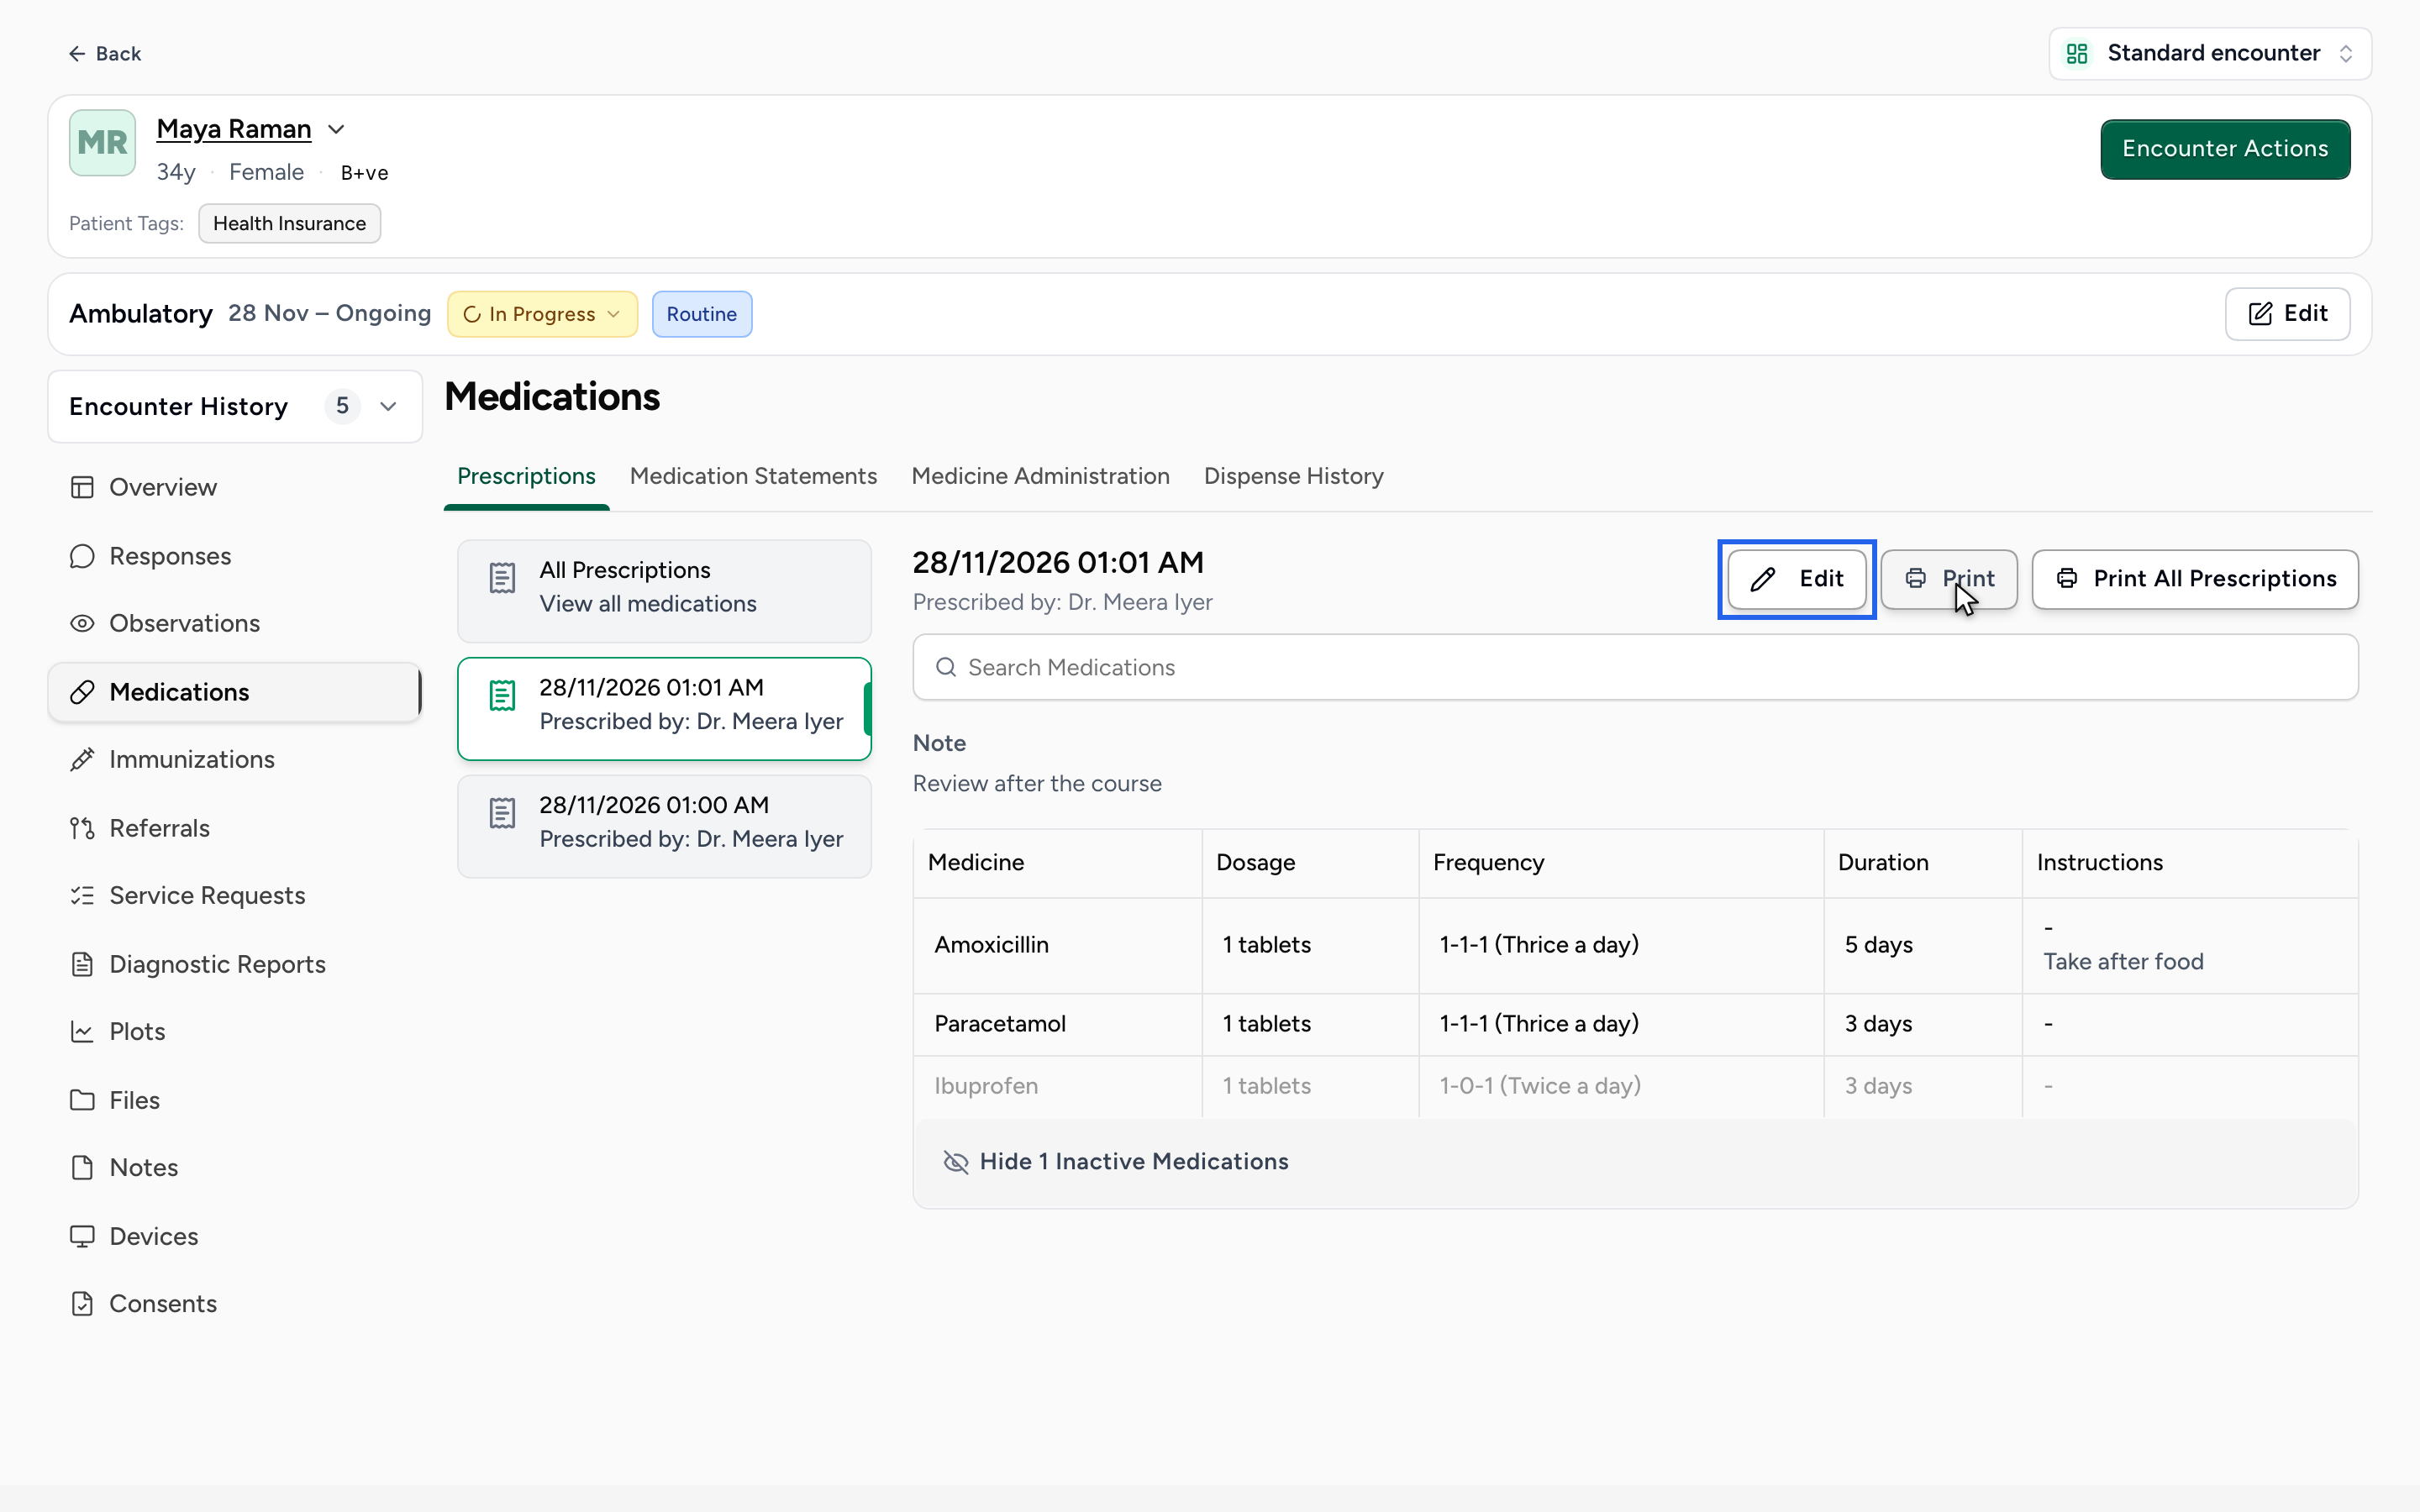 Back
Standard encounter
MR
Maya Raman
34y · Female · B+ve
Encounter Actions
Patient Tags: Health Insurance
Ambulatory 28 Nov – Ongoing In Progress Routine
Edit
Encounter History 5
Overview
Responses
Observations
Medications
Immunizations
Referrals
Service Requests
Diagnostic Reports
Plots
Files
Notes
Devices
Consents
Medications
Prescriptions Medication Statements Medicine Administration Dispense History
All Prescriptions
View all medications
28/11/2026 01:01 AM
Prescribed by: Dr. Meera Iyer
28/11/2026 01:00 AM
Prescribed by: Dr. Meera Iyer
28/11/2026 01:01 AM
Prescribed by: Dr. Meera Iyer
Edit Print Print All Prescriptions
Search Medications
Note
Review after the course
Medicine Dosage Frequency Duration Instructions
Amoxicillin 1 tablets 1-1-1 (Thrice a day) 5 days -
Take after food
Paracetamol 1 tablets 1-1-1 (Thrice a day) 3 days -
Ibuprofen 1 tablets 1-0-1 (Twice a day) 3 days -
Hide 1 Inactive Medications